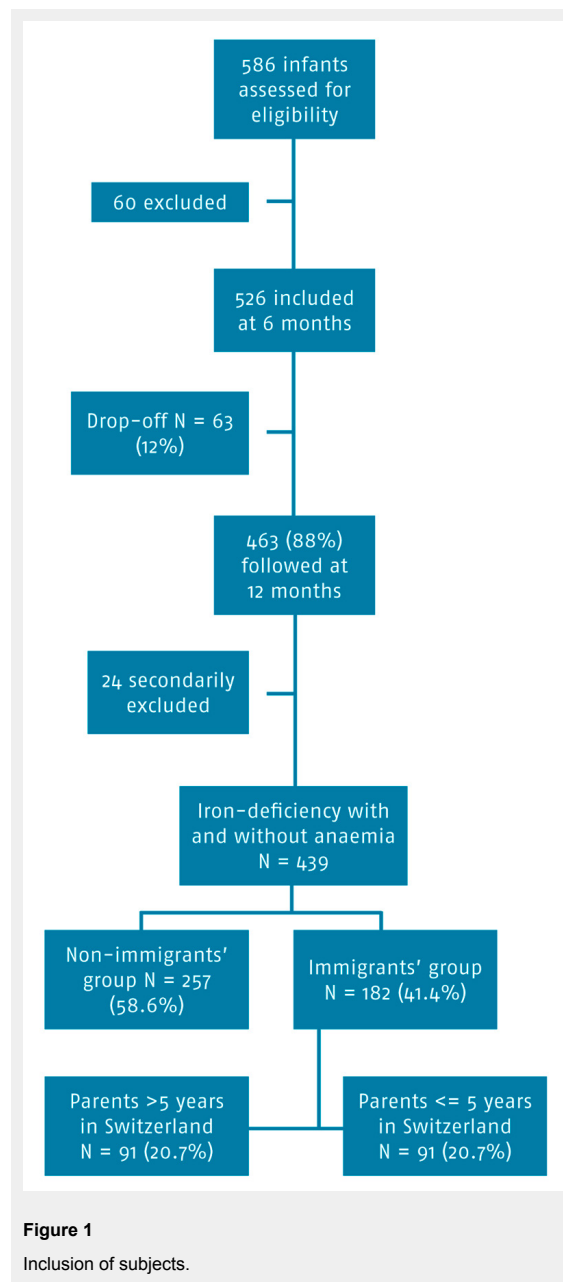 586 infants
assessed for
eligibility
60 excluded
526 included
at 6 months
Drop-off N = 63
(12%)
463 (88%)
followed at
12 months
24 secondarily
excluded
Iron-deficiency with
and without anaemia
N = 439
Non-immigrants'
group N = 257
(58.6%)
Immigrants' group
N = 182 (41.4%)
Parents >5 years
in Switzerland
N = 91 (20.7%)
Parents <= 5 years
in Switzerland
N = 91 (20.7%)
Figure 1
Inclusion of subjects.